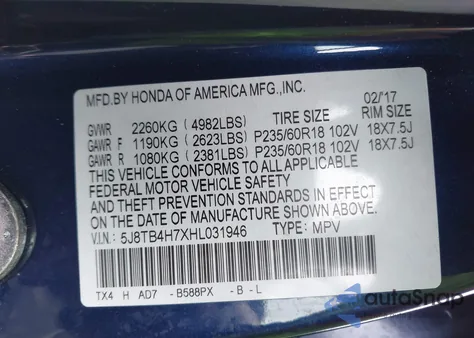 MFD.BY HONDA OF AMERICA MFG.,INC.
02/'17
TIRE SIZE RIM SIZE
GVWR 2260KG (4982LBS)
GAWR F 1190KG (2623LBS) P235/60R18 102V 18X7.5J
GAWR R 1080KG (2381LBS) P235/60R18 102V 18X7.5J
THIS VEHICLE CONFORMS TO ALL APPLICABLE
FEDERAL MOTOR VEHICLE SAFETY
AND THEFT PREVENTION STANDARDS IN EFFECT
ON THE DATE OF MANUFACTURE SHOWN ABOVE.
V.I.N.: 5J8TB4H7XHL031946 TYPE: MPV
TX4 H AD7 -B588PX -B -L
autoSnap